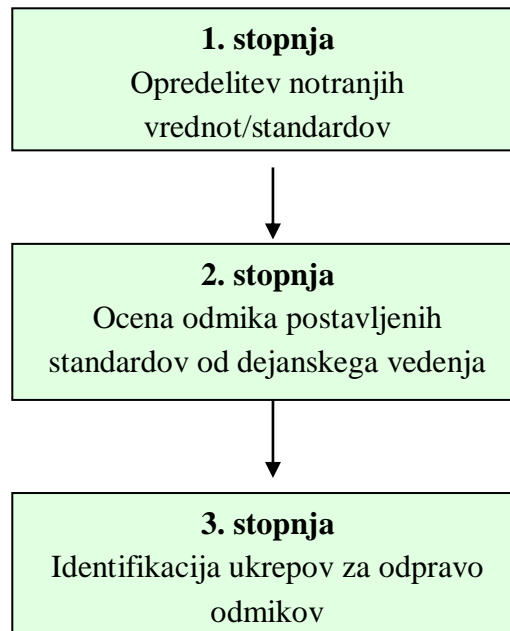 1. stopnja
Opredelitev notranjih
vrednot/standardov
2. stopnja
Ocena odmika postavljenih
standardov od dejanskega vedenja
3. stopnja
Identifikacija ukrepov za odpravo
odmikov